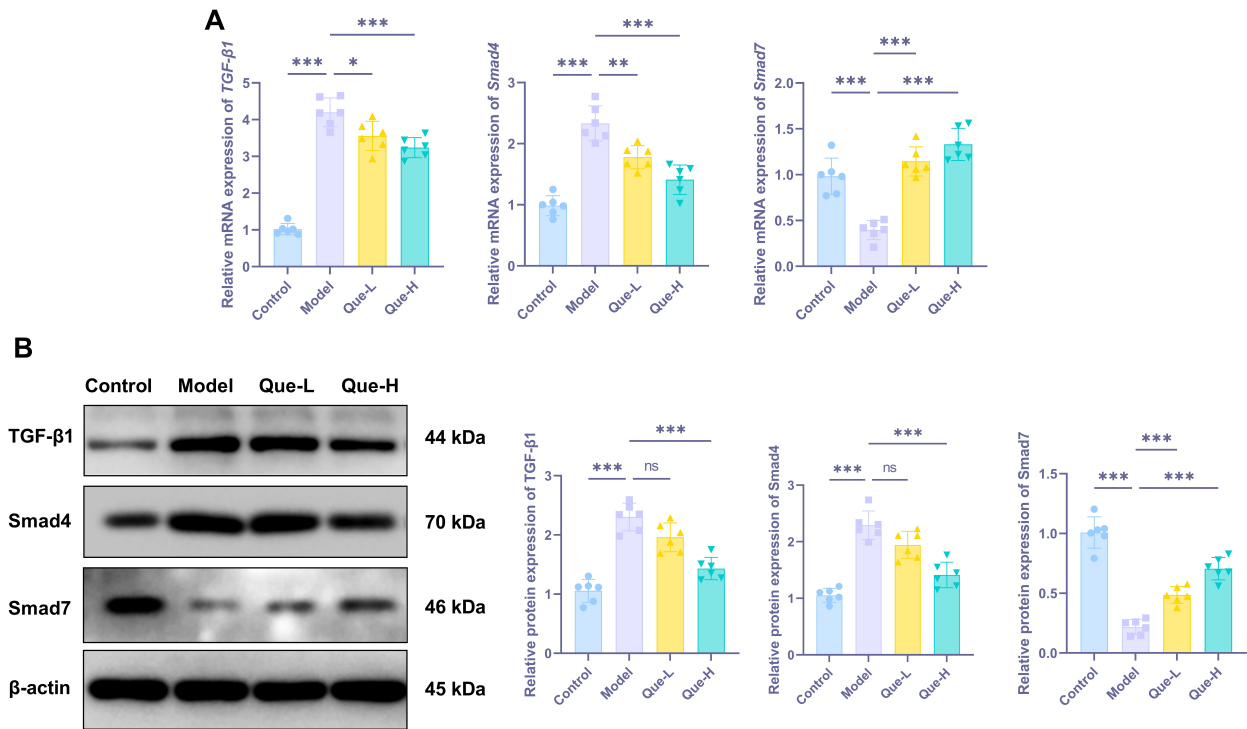 A
Relative mRNA expression of TGF-β1
5
4
3
2
1
0
***
***
*
Control
Model
Que-L
Que-H
Relative mRNA expression of Smad4
3
2
1
0
***
***
**
Control
Model
Que-L
Que-H
Relative mRNA expression of Smad7
2.0
1.5
1.0
0.5
0.0
***
***
***
Control
Model
Que-L
Que-H
B
Control Model Que-L Que-H
TGF-β1 44 kDa
Smad4 70 kDa
Smad7 46 kDa
β-actin 45 kDa
Relative protein expression of TGF-β1
3
2
1
0
***
***
ns
Control
Model
Que-L
Que-H
Relative protein expression of Smad4
3
2
1
0
***
***
ns
Control
Model
Que-L
Que-H
Relative protein expression of Smad7
1.5
1.0
0.5
0.0
***
***
***
Control
Model
Que-L
Que-H